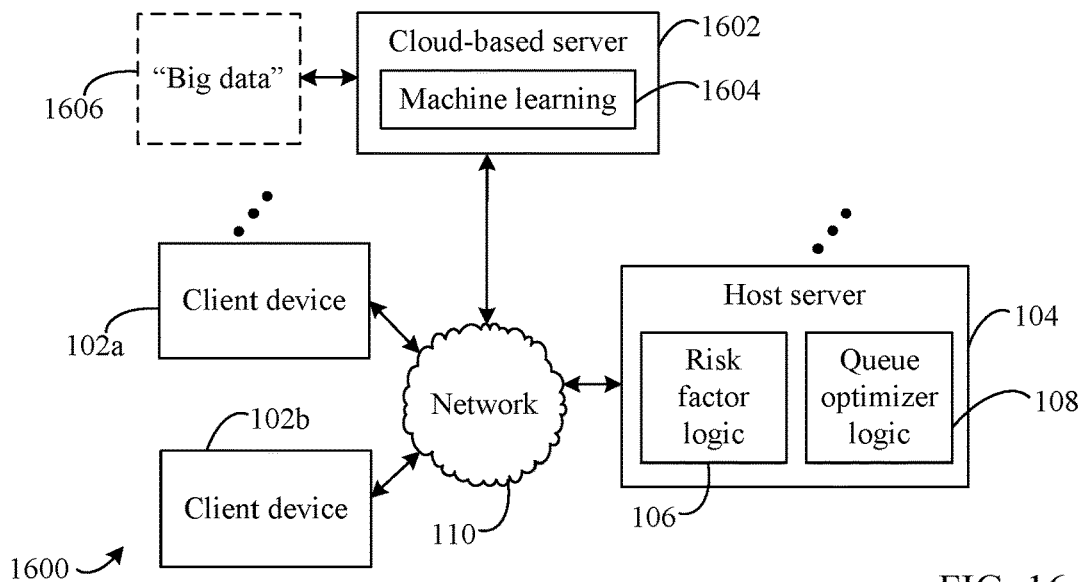 Cloud-based server
1602
“Big data”
Machine learning
1604
1606
Client device
102a
Host server
104
Risk
factor
logic
Queue
optimizer
logic
108
Network
102b
Client device
110
106
1600
FIG. 16